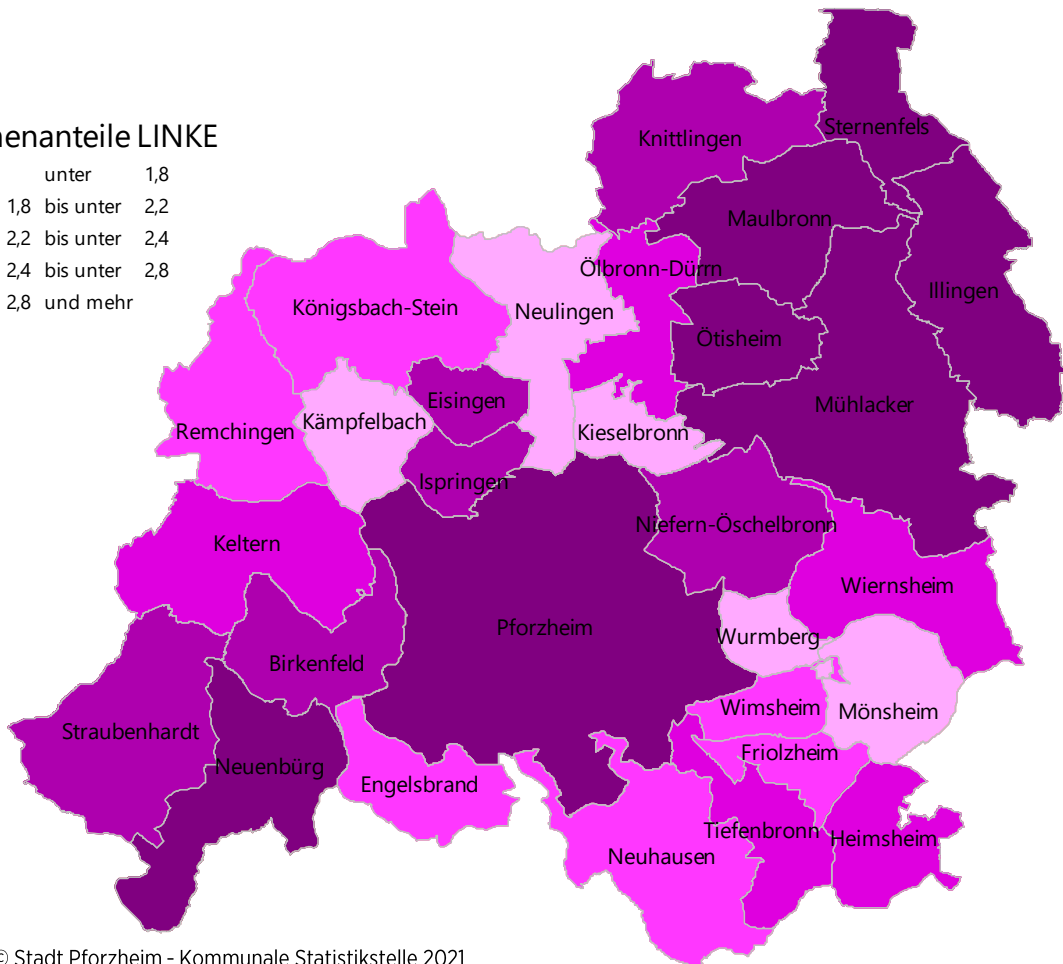 nenanteile LINKE
unter 1,8
1,8 bis unter 2,2
2,2 bis unter 2,4
2,4 bis unter 2,8
2,8 und mehr
Sternenfels
Knittlingen
Maulbronn
Ölbronn-Dürrn
Illingen
Königsbach-Stein
Neulingen
Ötisheim
Eisingen
Mühlacker
Kämpfelbach
Remchingen
Kieselbronn
Ispringen
Niefern-Öschelbronn
Keltern
Wiernsheim
Pforzheim
Wurmberg
Birkenfeld
Wimsheim
Mönsheim
Straubenhardt
Friolzheim
Neuenbürg
Engelsbrand
Tiefenbronn
Heimsheim
Neuhausen
© Stadt Pforzheim - Kommunale Statistikstelle 2021